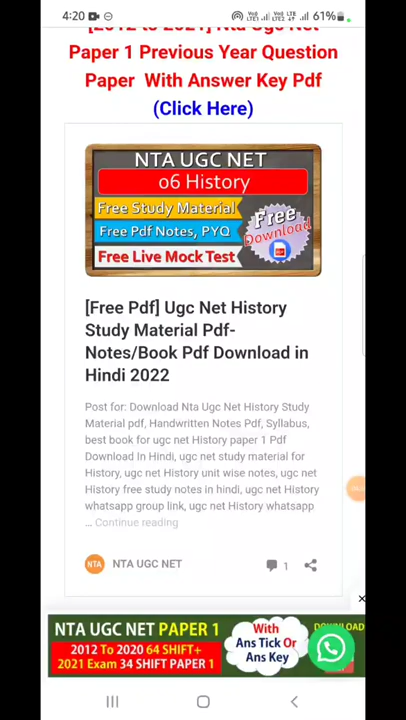 4:20
61%
[2012 to 2021] Nta Ugc Net
Paper 1 Previous Year Question
Paper With Answer Key Pdf
(Click Here)
NTA UGC NET
06 History
Free Study Material
Free Pdf Notes, PYQ
Free Live Mock Test
Free
Download
[Free Pdf] Ugc Net History
Study Material Pdf-
Notes/Book Pdf Download in
Hindi 2022
Post for: Download Nta Ugc Net History Study
Material pdf, Handwritten Notes Pdf, Syllabus,
best book for ugc net History paper 1 Pdf
Download In Hindi, ugc net study material for
History, ugc net History unit wise notes, ugc net
History free study notes in hindi, ugc net History
whatsapp group link, ugc net History whatsapp
... Continue reading
NTA NTA UGC NET 1
NTA UGC NET PAPER 1
2012 To 2020 64 SHIFT+
2021 Exam 34 SHIFT PAPER 1
With
Ans Tick Or
Ans Key
DOWNLOAD